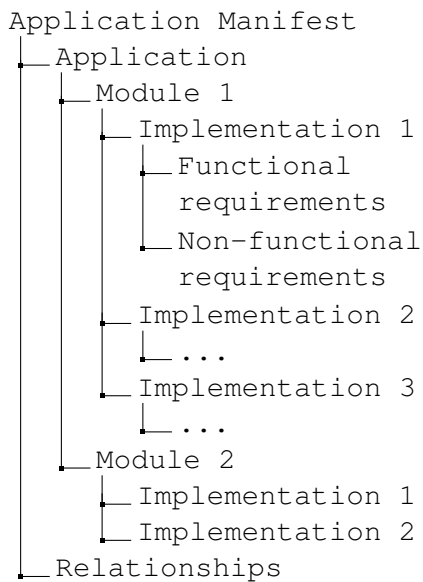 Application Manifest
Application
Module 1
Implementation 1
Functional
requirements
Non-functional
requirements
Implementation 2
...
Implementation 3
...
Module 2
Implementation 1
Implementation 2
Relationships